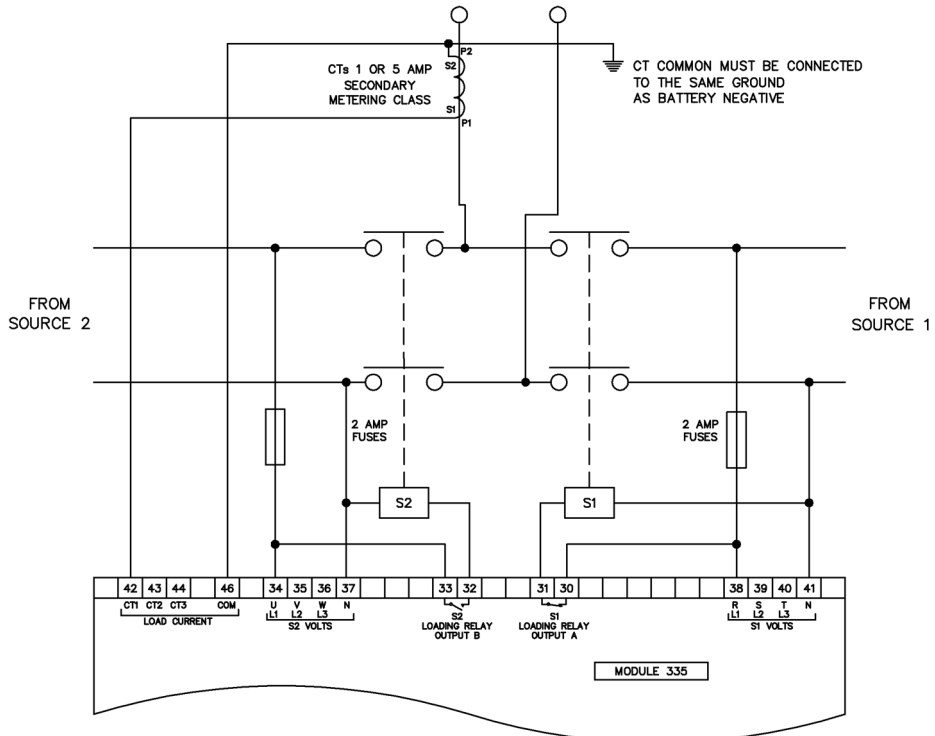 P2
S2
CTs 1 OR 5 AMP
SECONDARY
METERING CLASS
S1
P1
CT COMMON MUST BE CONNECTED
TO THE SAME GROUND
AS BATTERY NEGATIVE
FROM
SOURCE 2
FROM
SOURCE 1
2 AMP
FUSES
2 AMP
FUSES
S2
S1
42 43 44 46 34 35 36 37 33 32 31 30 38 39 40 41
CT1 CT2 CT3 COM U V W N R S T N
L1 L2 L3 L1 L2 L3
LOAD CURRENT
S2 VOLTS
S2
LOADING RELAY
OUTPUT B
S1
LOADING RELAY
OUTPUT A
S1 VOLTS
MODULE 335